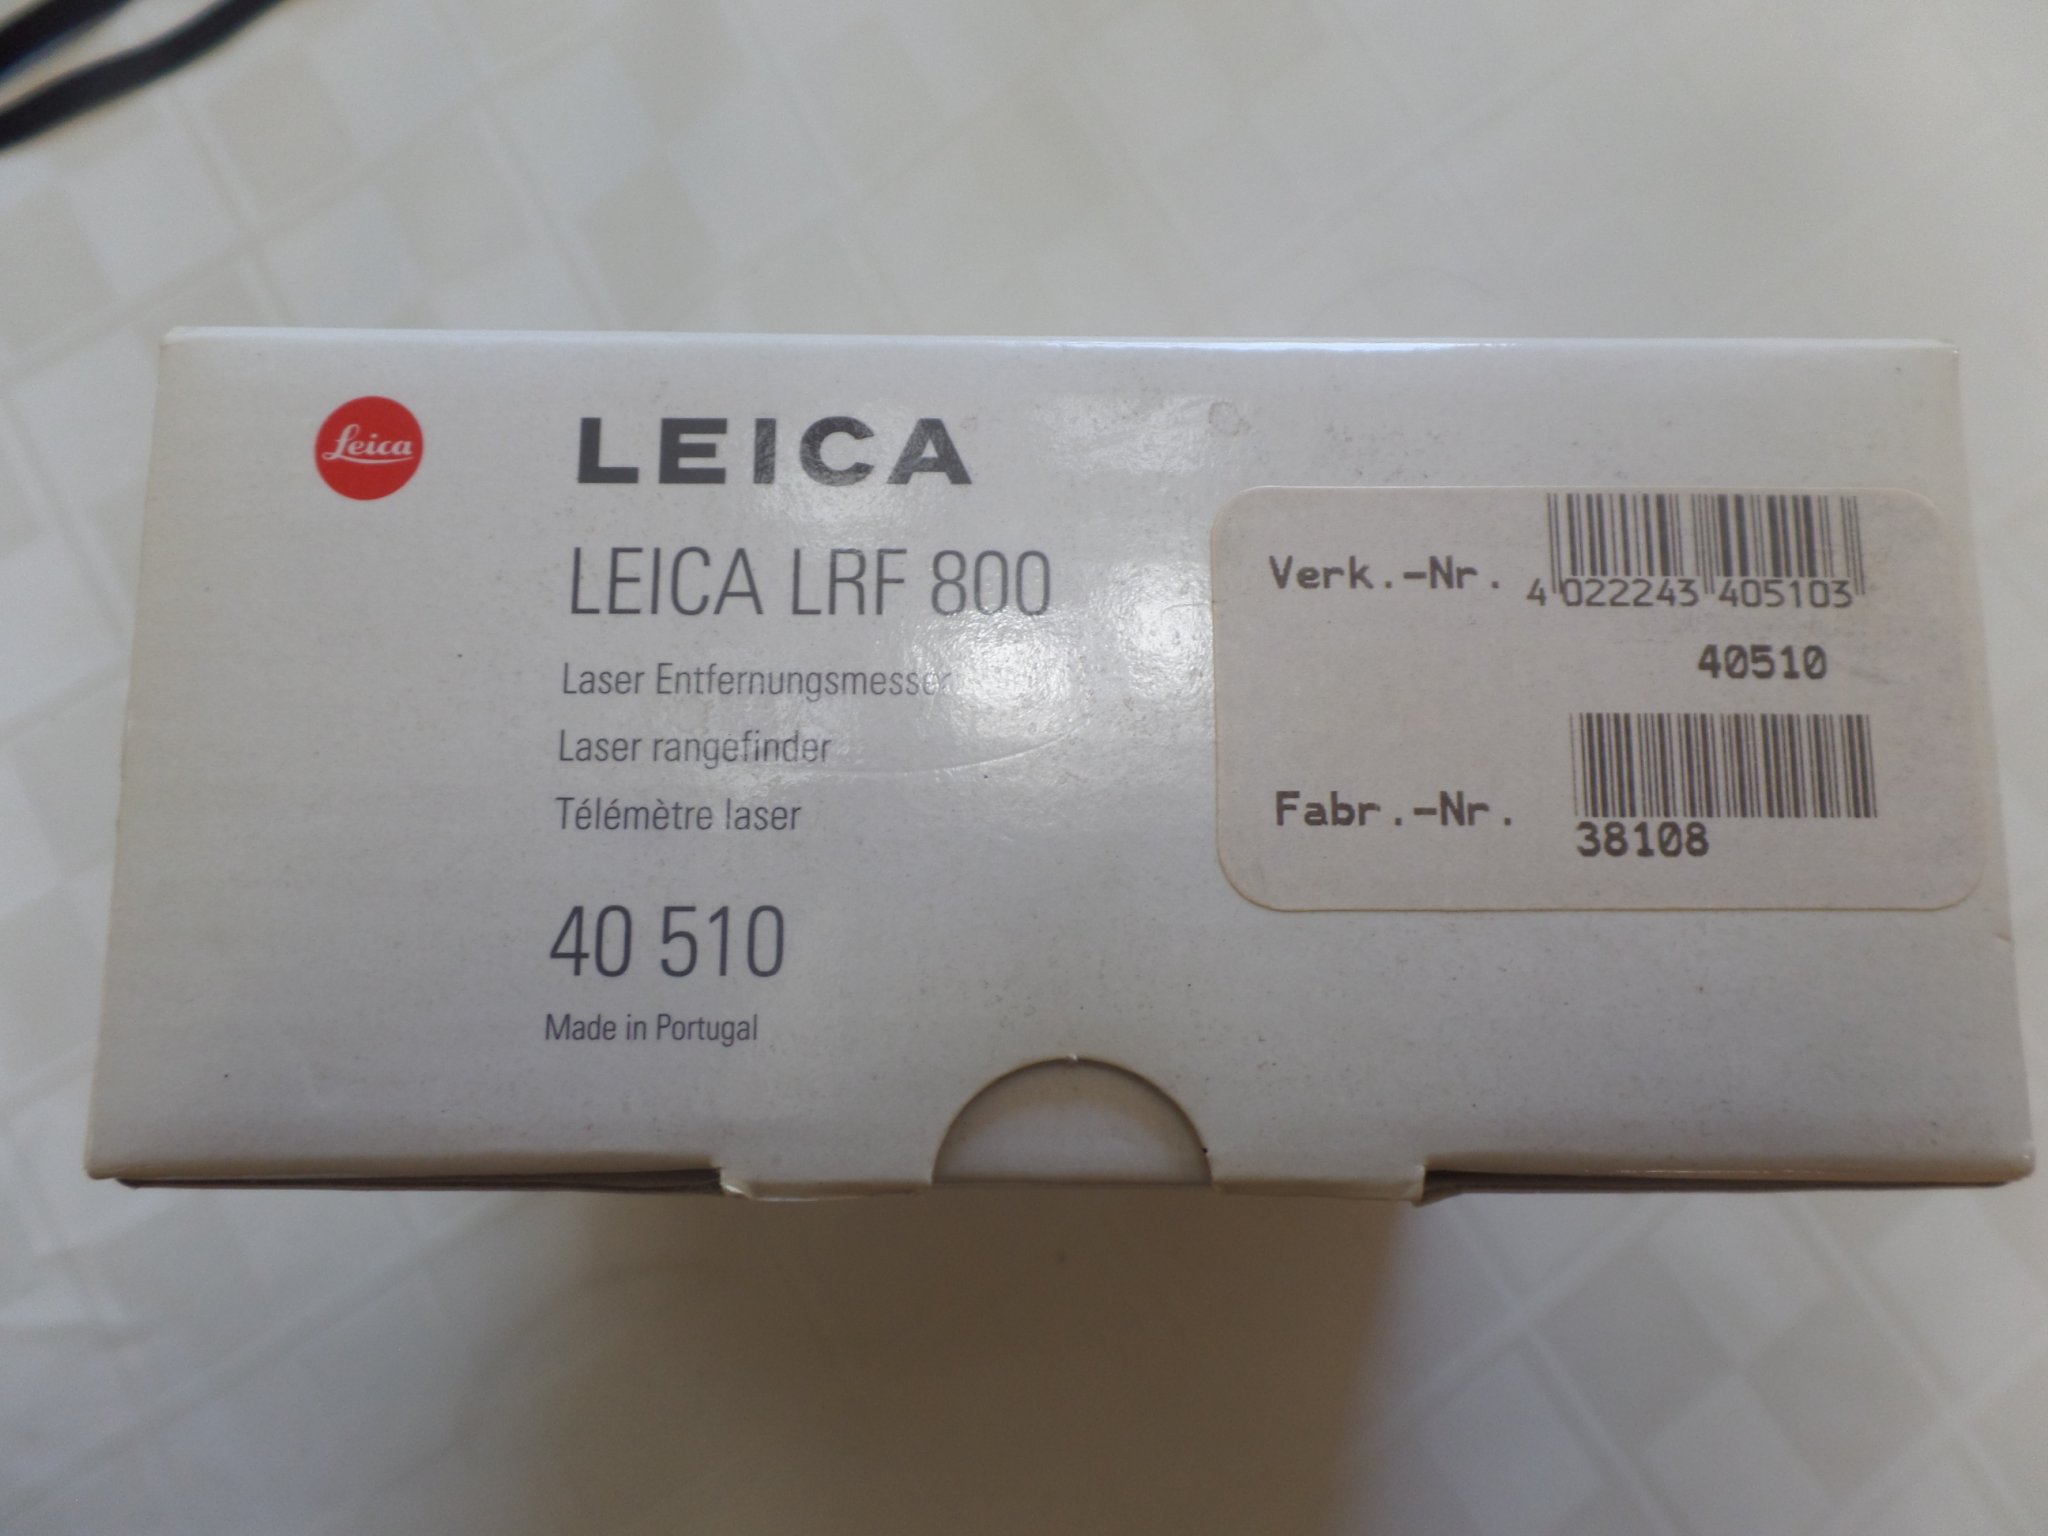 Leica
LEICA
LEICA LRF 800
Laser Entfernungsmesser
Laser rangefinder
Télémètre laser
40 510
Made in Portugal
Verk.-Nr.
4 022243 405103
40510
Fabr.-Nr.
38108